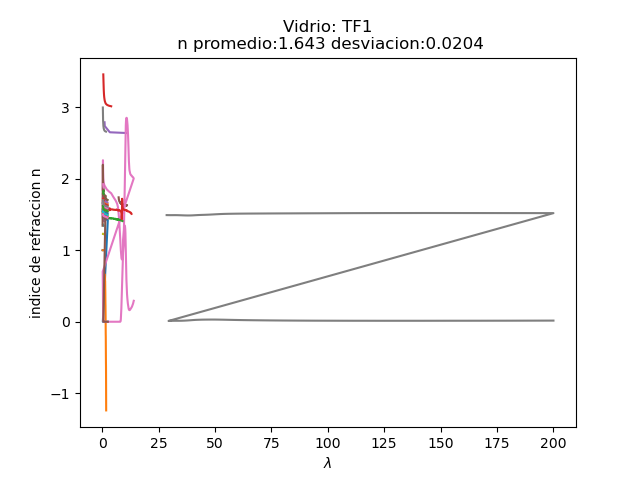 Vidrio: TF1
n promedio:1.643 desviacion:0.0204
indice de refraccion n
3
2
1
0
−1
0 25 50 75 100 125 150 175 200
λ